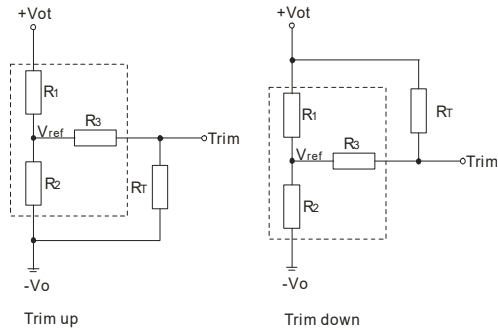 +Vot
R1
Vref
R3
Trim
R2
RT
-Vo
Trim up
+Vot
R1
RT
Vref
R3
Trim
R2
-Vo
Trim down